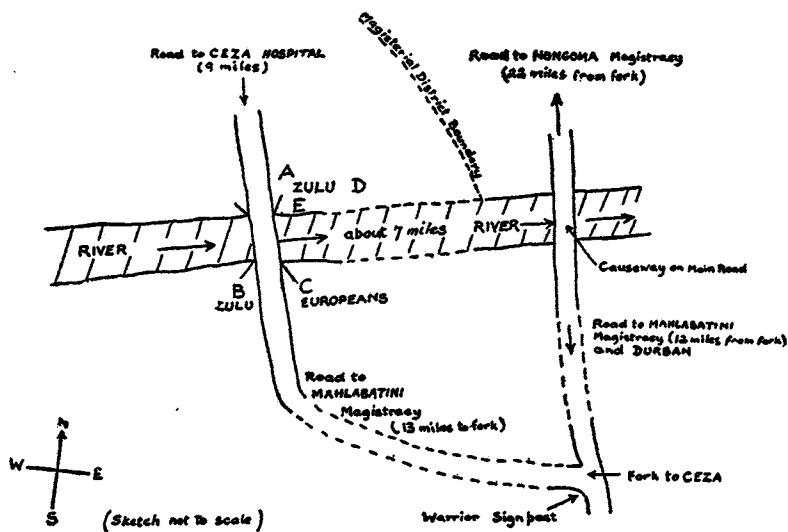 Road to CEZA HOSPITAL
(9 miles)
Magisterial District Boundary
Road to NONGOMA Magistracy
(22 miles from fork)
A
ZULU D
E
RIVER
about 7 miles
RIVER
B
ZULU
C
EUROPEANS
Causeway on Main Road
Road to MAHLABATINI
Magistracy (12 miles from fork)
and DURBAN
Road to
MAHLABATINI
Magistracy
(13 miles to fork)
N
W
E
S
Fork to CEZA
(Sketch not to scale)
Warrior Signpost